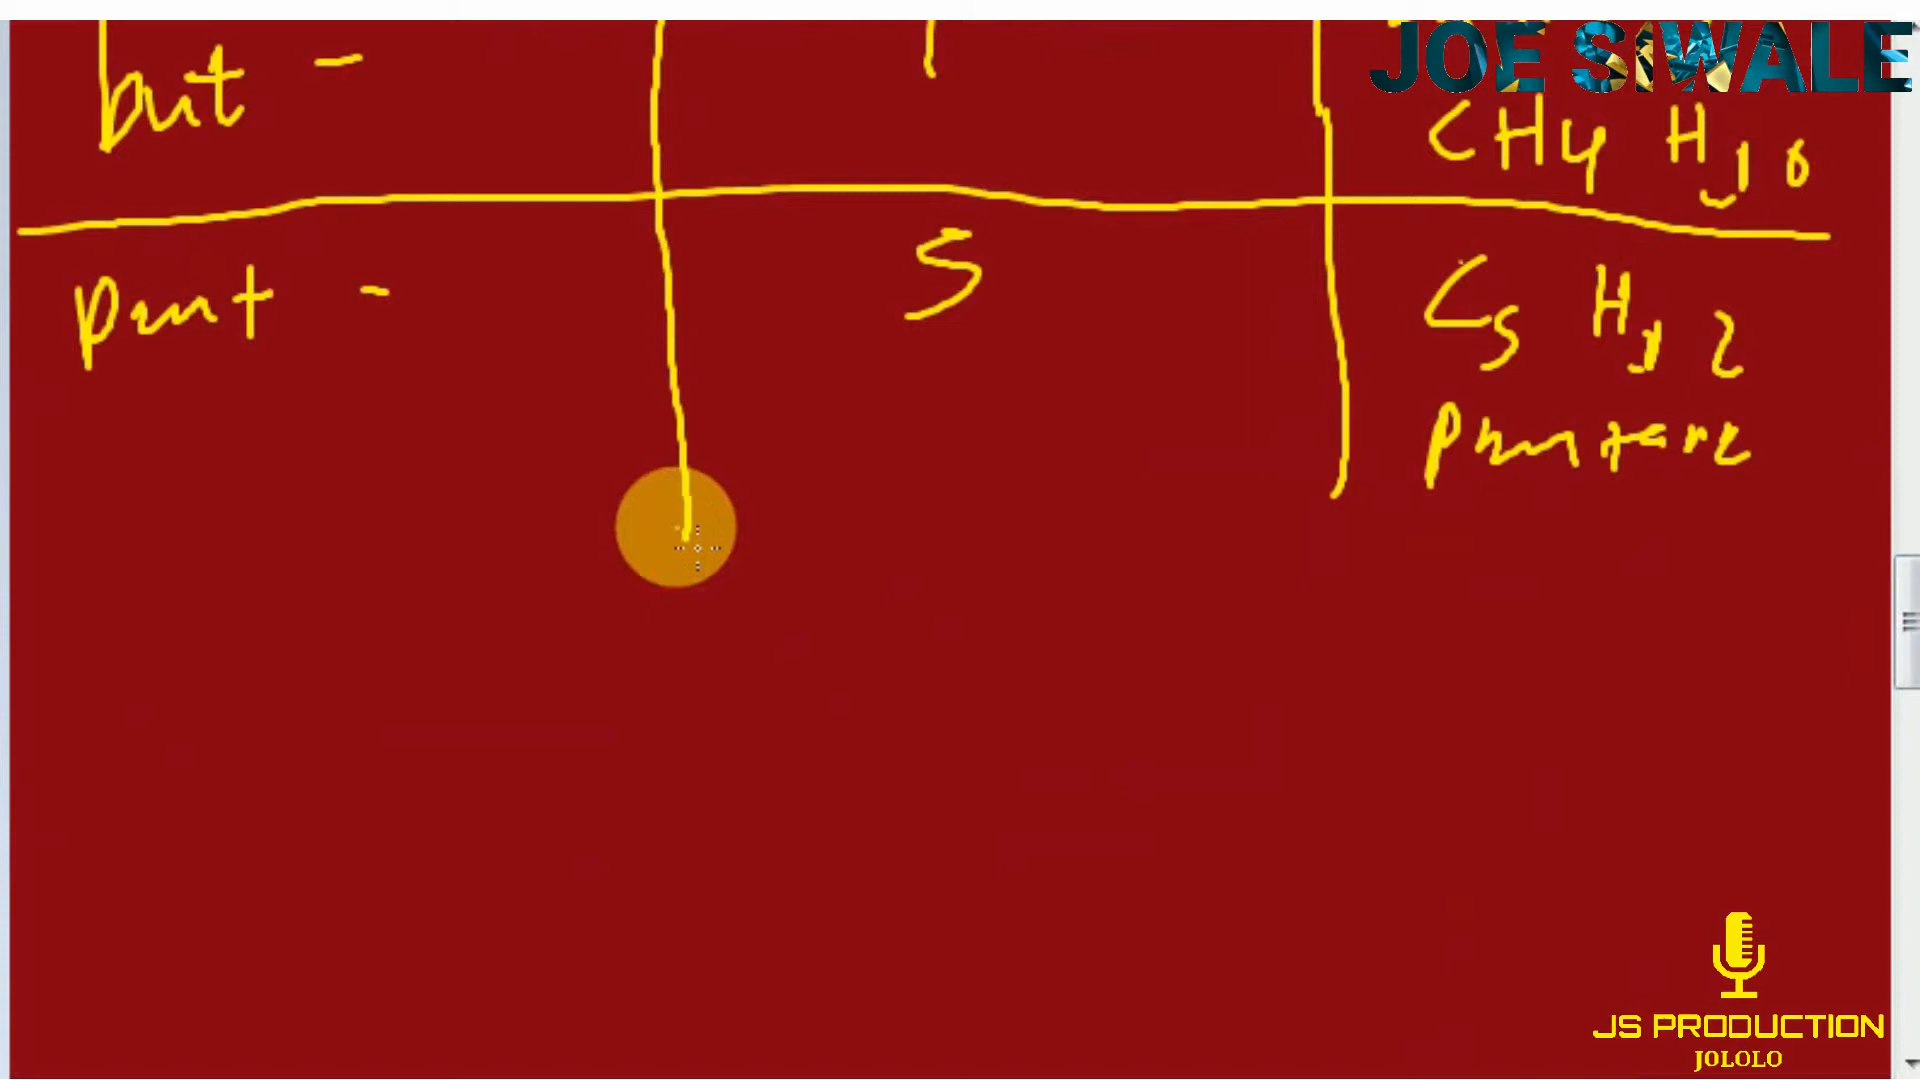 JOE SIWALE
but -
CH4 H10
pent - 5 C5 H12
pentane
JS PRODUCTION
JOLOLO